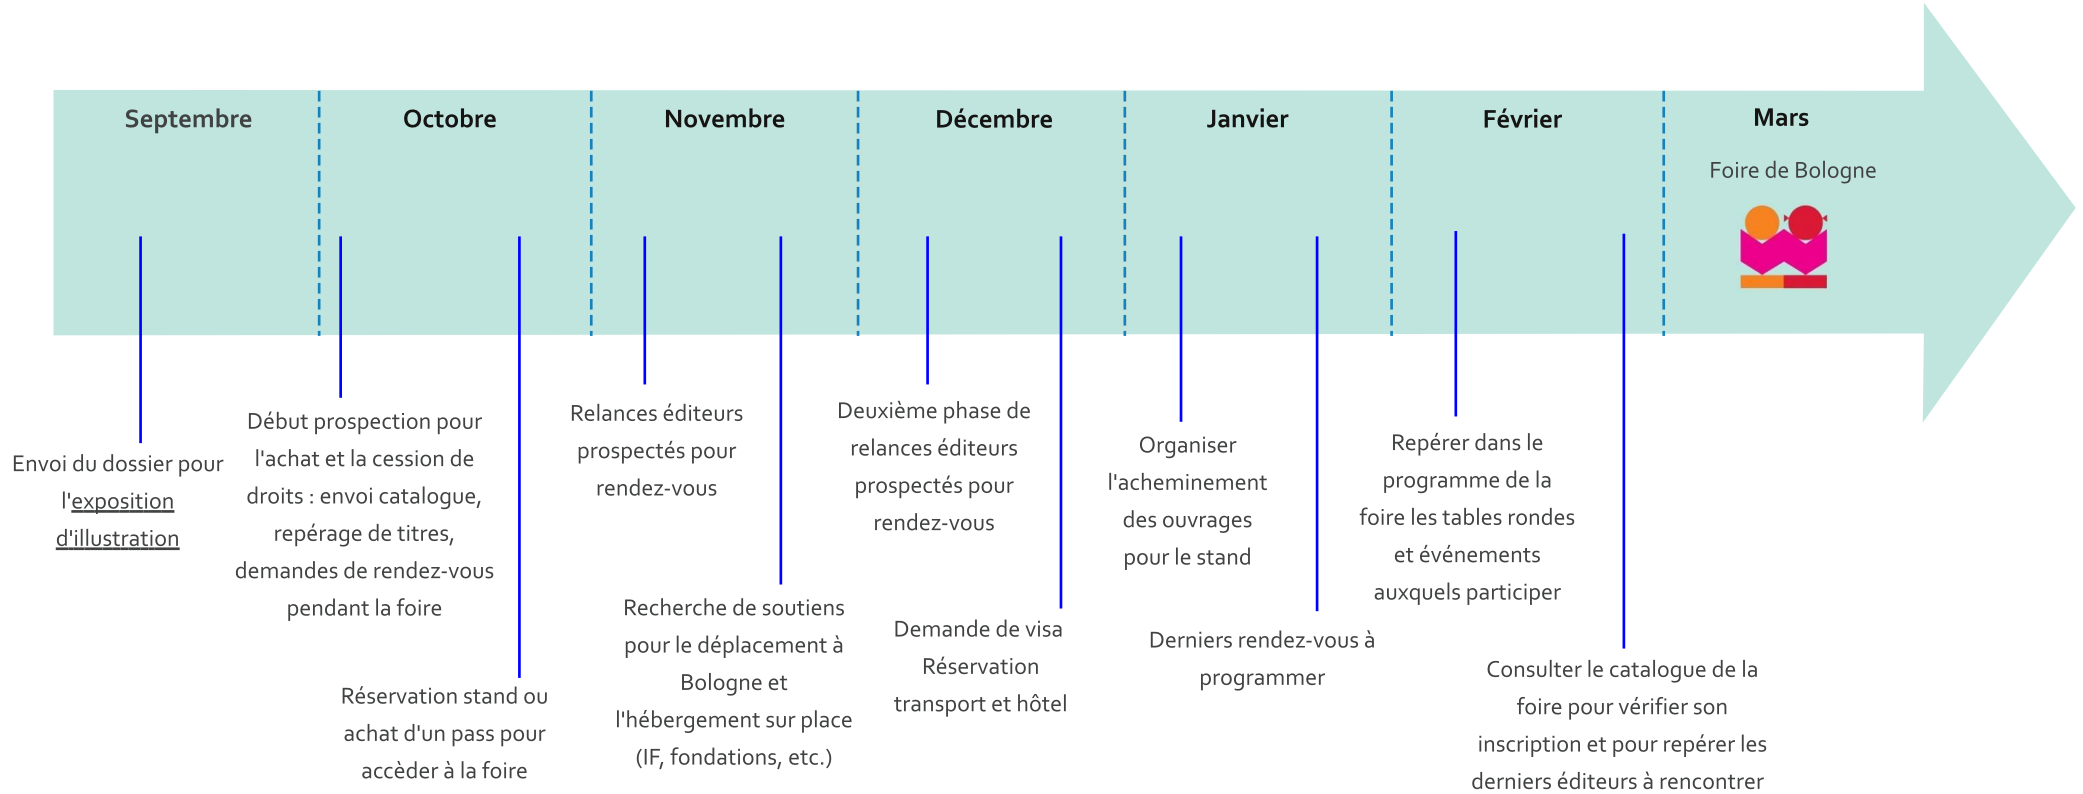 Septembre
Octobre
Novembre
Décembre
Janvier
Février
Mars
Foire de Bologne
Envoi du dossier pour
l'exposition
d'illustration
Début prospection pour
l'achat et la cession de
droits : envoi catalogue,
repérage de titres,
demandes de rendez-vous
pendant la foire
Réservation stand ou
achat d'un pass pour
accèder à la foire
Relances éditeurs
prospectés pour
rendez-vous
Recherche de soutiens
pour le déplacement à
Bologne et
l'hébergement sur place
(IF, fondations, etc.)
Deuxième phase de
relances éditeurs
prospectés pour
rendez-vous
Demande de visa
Réservation
transport et hôtel
Organiser
l'acheminement
des ouvrages
pour le stand
Derniers rendez-vous à
programmer
Repérer dans le
programme de la
foire les tables rondes
et événements
auxquels participer
Consulter le catalogue de la
foire pour vérifier son
inscription et pour repérer les
derniers éditeurs à rencontrer